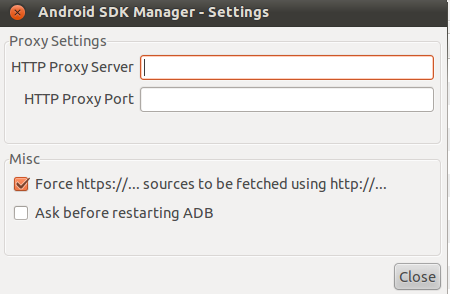 Android SDK Manager - Settings
Proxy Settings
HTTP Proxy Server
HTTP Proxy Port
Misc
Force https://... sources to be fetched using http://...
Ask before restarting ADB
Close